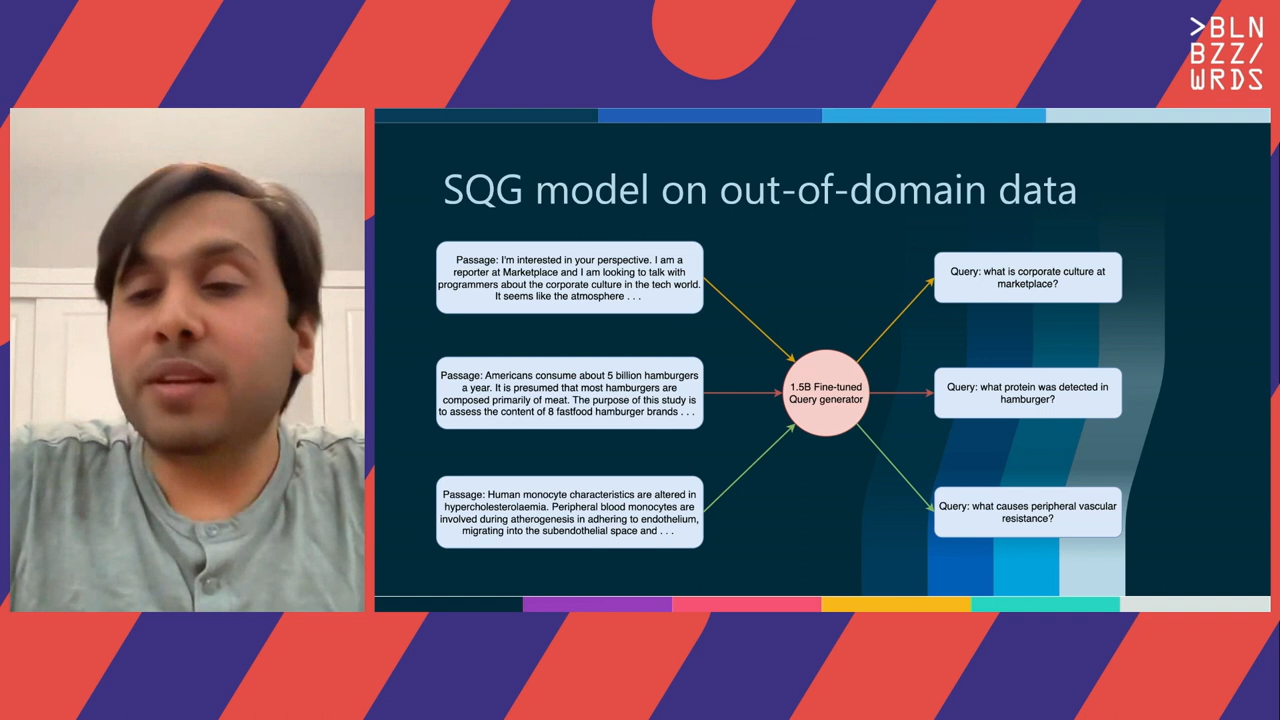 >BLN
BZZ/
WRDS
SQG model on out-of-domain data
Passage: I'm interested in your perspective. I am a
reporter at Marketplace and I am looking to talk with
programmers about the corporate culture in the tech world.
It seems like the atmosphere . . .
Query: what is corporate culture at
marketplace?
Passage: Americans consume about 5 billion hamburgers
a year. It is presumed that most hamburgers are
composed primarily of meat. The purpose of this study is
to assess the content of 8 fastfood hamburger brands . . .
1.5B Fine-tuned
Query generator
Query: what protein was detected in
hamburger?
Passage: Human monocyte characteristics are altered in
hypercholesterolaemia. Peripheral blood monocytes are
involved during atherogenesis in adhering to endothelium,
migrating into the subendothelial space and . . .
Query: what causes peripheral vascular
resistance?